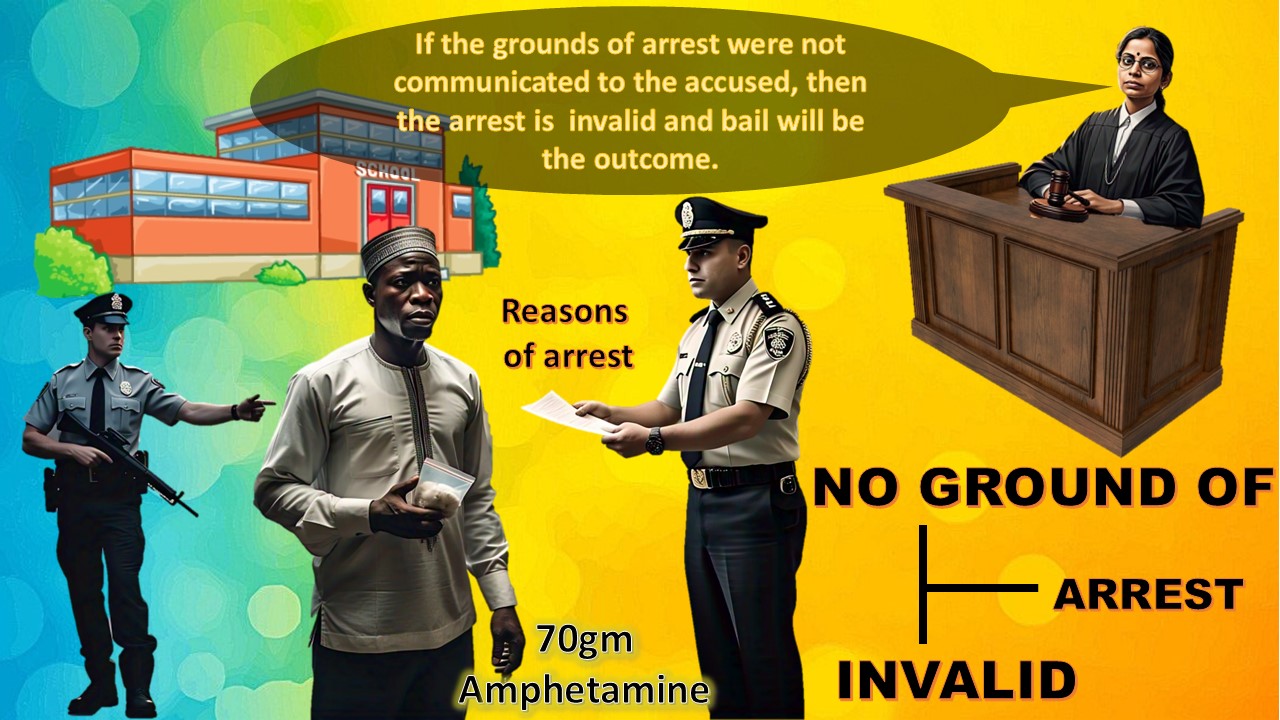 If the grounds of arrest were not
communicated to the accused, then
the arrest is invalid and bail will be
the outcome.
SCHOOL
Reasons
of arrest
NO GROUND OF
ARREST
INVALID
70gm
Amphetamine